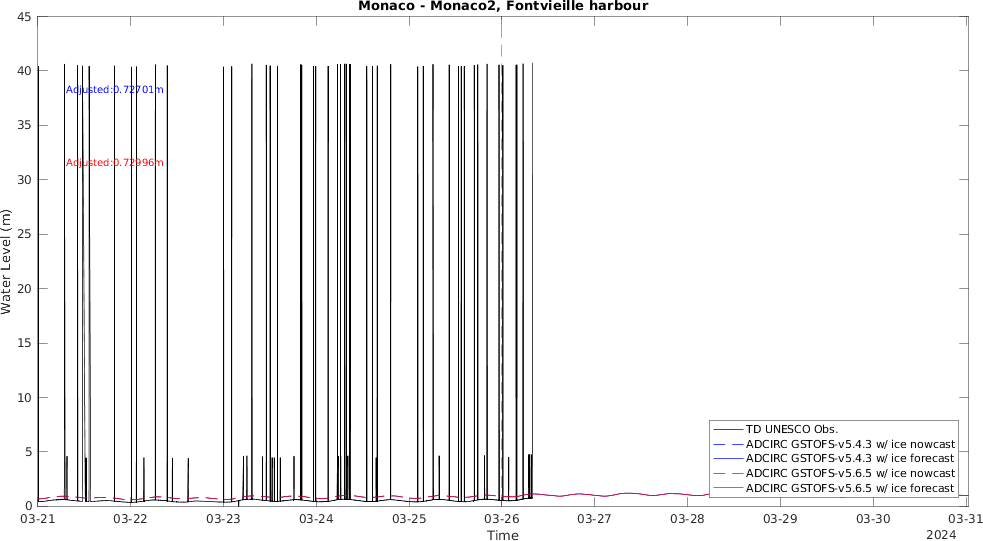 Monaco - Monaco2, Fontvieille harbour
45
40
35
30
25
20
15
10
5
0
Water Level (m)
Adjusted:0.72701m
Adjusted:0.72996m
TD UNESCO Obs.
ADCIRC GSTOFS-v5.4.3 w/ ice nowcast
ADCIRC GSTOFS-v5.4.3 w/ ice forecast
ADCIRC GSTOFS-v5.6.5 w/ ice nowcast
ADCIRC GSTOFS-v5.6.5 w/ ice forecast
03-21 03-22 03-23 03-24 03-25 03-26 03-27 03-28 03-29 03-30 03-31
Time
2024